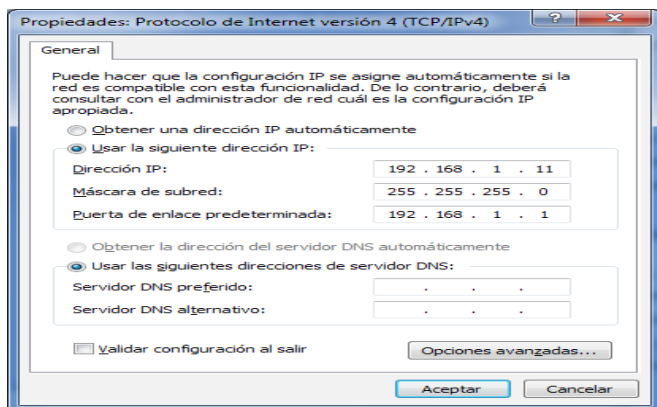 Propiedades: Protocolo de Internet versión 4 (TCP/IPv4)
General
Puede hacer que la configuración IP se asigne automáticamente si la
red es compatible con esta funcionalidad. De lo contrario, deberá
consultar con el administrador de red cuál es la configuración IP
apropiada.
Obtener una dirección IP automáticamente
Usar la siguiente dirección IP:
Dirección IP: 192 . 168 . 1 . 11
Máscara de subred: 255 . 255 . 255 . 0
Puerta de enlace predeterminada: 192 . 168 . 1 . 1
Obtener la dirección del servidor DNS automáticamente
Usar las siguientes direcciones de servidor DNS:
Servidor DNS preferido: . . .
Servidor DNS alternativo: . . .
Validar configuración al salir
Opciones avanzadas...
Aceptar Cancelar